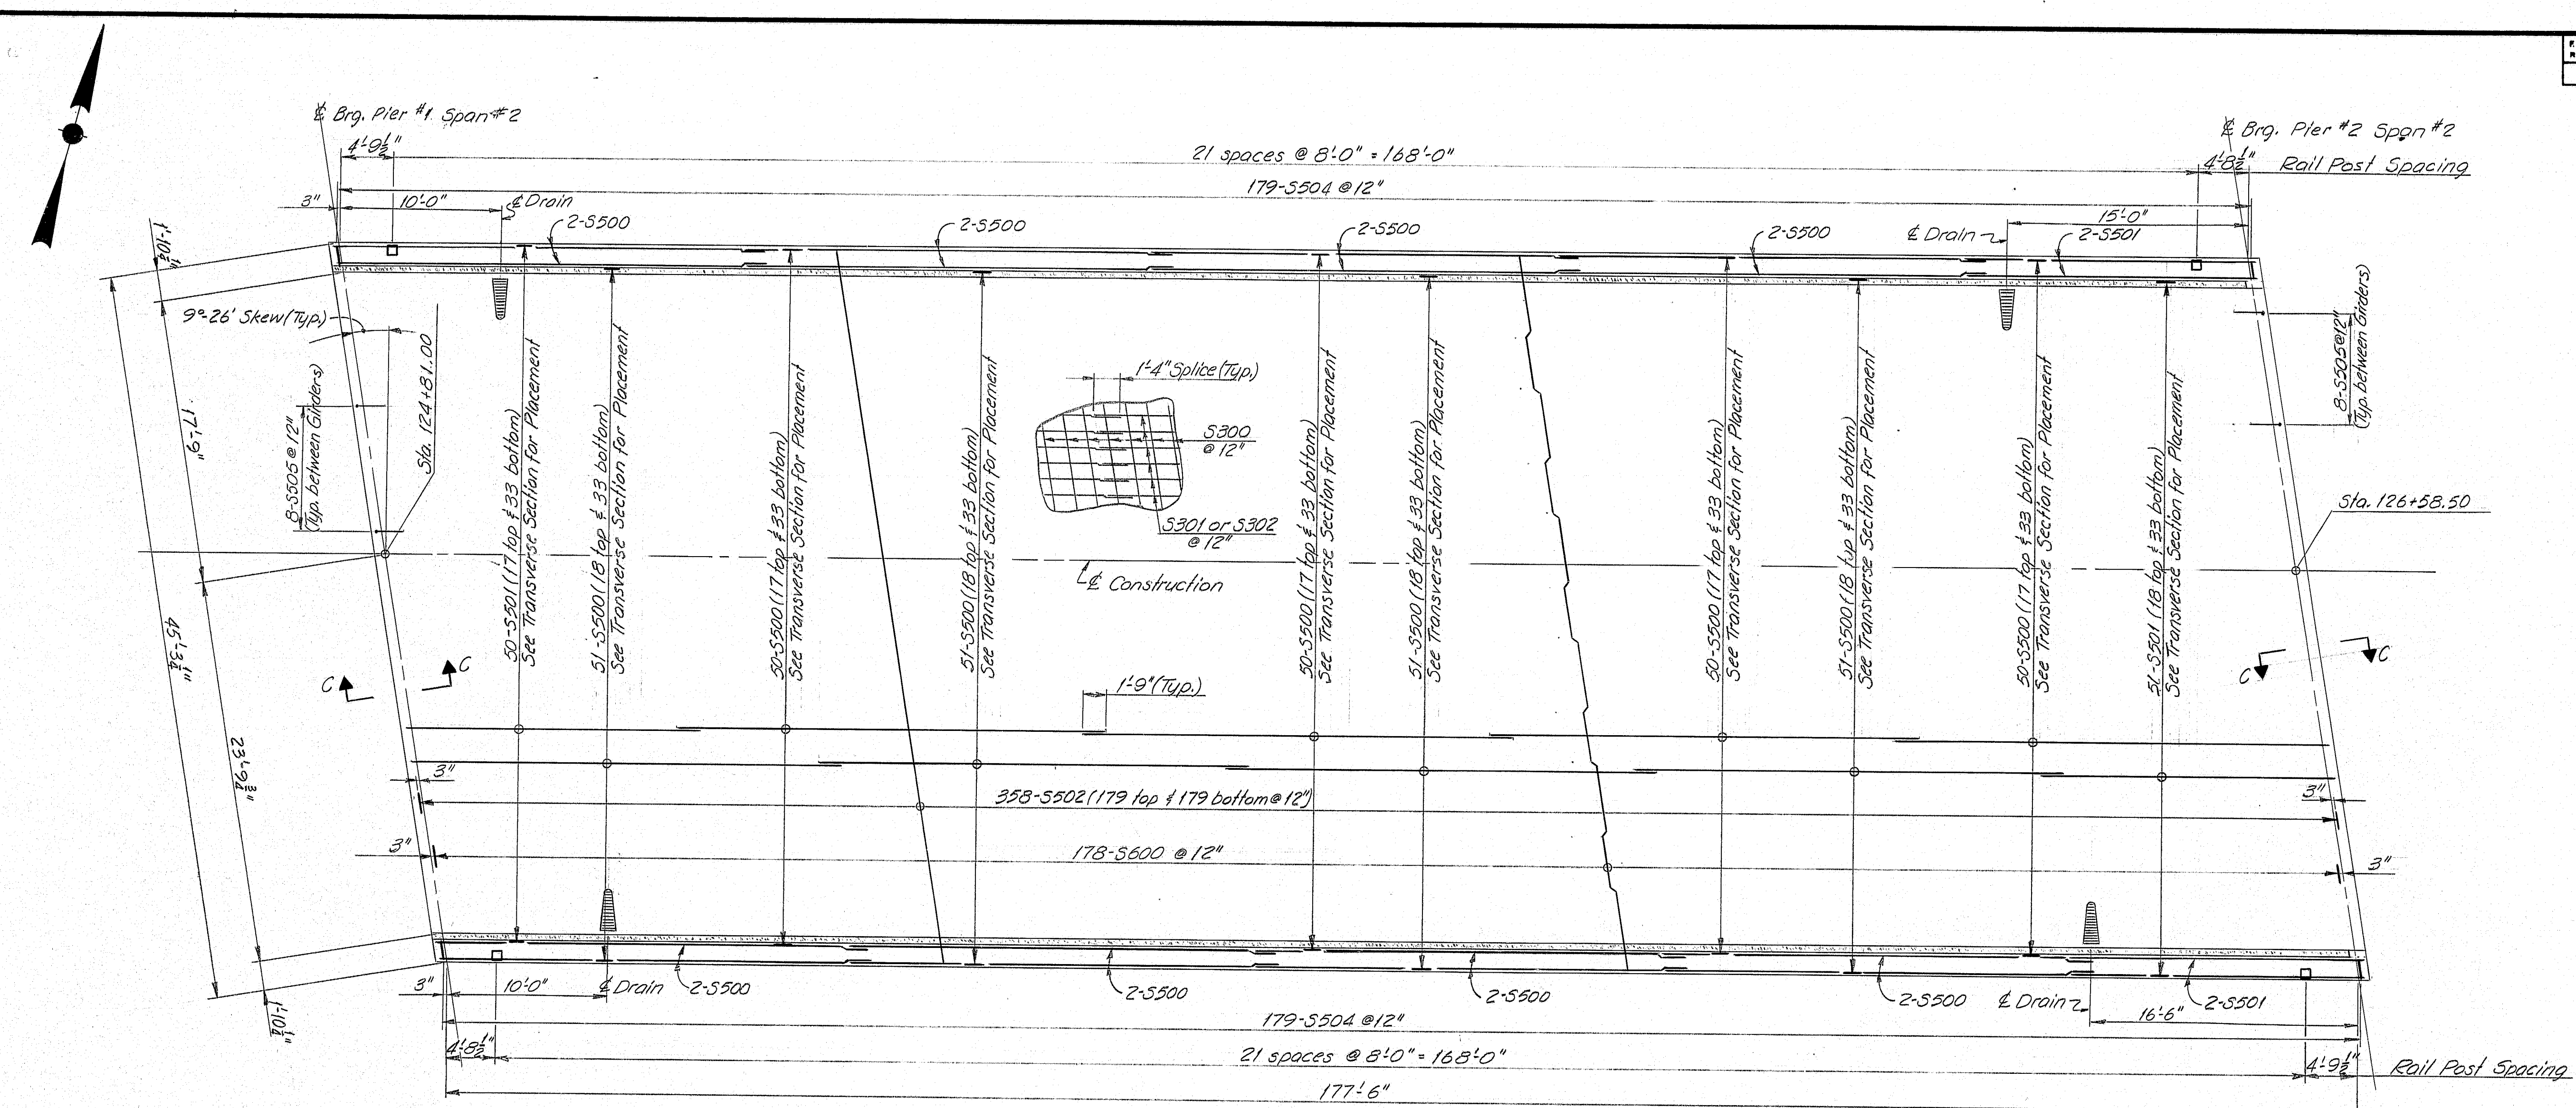 ℄ Brg. Pier #1 Span #2
℄ Brg. Pier #2 Span #2
4'-9½"
21 spaces @ 8'-0" = 168'-0"
4'-8½"
Rail Post Spacing
179-S504 @ 12"
3"
10'-0"
℄ Drain
15'-0"
2-S500
2-S500
2-S500
2-S500
℄ Drain
2-S501
1'-10¼"
9°-26' Skew (Typ.)
Sta. 124+81.00
17'-9"
8-S505 @ 12"
(Typ. between Girders)
8-S505@12"
(Typ. between Girders)
50-S501 (17 top & 33 bottom)
See Transverse Section for Placement
51-S500 (18 top & 33 bottom)
See Transverse Section for Placement
50-S500 (17 top & 33 bottom)
See Transverse Section for Placement
51-S500 (18 top & 33 bottom)
See Transverse Section for Placement
50-S500 (17 top & 33 bottom)
See Transverse Section for Placement
51-S500 (18 top & 33 bottom)
See Transverse Section for Placement
50-S500 (17 top & 33 bottom)
See Transverse Section for Placement
51-S500 (18 top & 33 bottom)
See Transverse Section for Placement
50-S500 (17 top & 33 bottom)
See Transverse Section for Placement
51-S501 (18 top & 33 bottom)
See Transverse Section for Placement
1'-4" Splice (Typ.)
S300
@ 12"
S301 or S302
@ 12"
℄ Construction
Sta. 126+58.50
45'-3¼"
23'-9¾"
C
C
C
C
1'-9" (Typ.)
3"
358-S502 (179 top & 179 bottom @ 12")
3"
3"
178-S600 @ 12"
3"
1'-10¼"
3"
10'-0"
℄ Drain
2-S500
2-S500
2-S500
2-S500
℄ Drain
2-S501
16'-6"
179-S504 @12"
4'-8½"
21 spaces @ 8'-0" = 168'-0"
4'-9½"
Rail Post Spacing
177'-6"